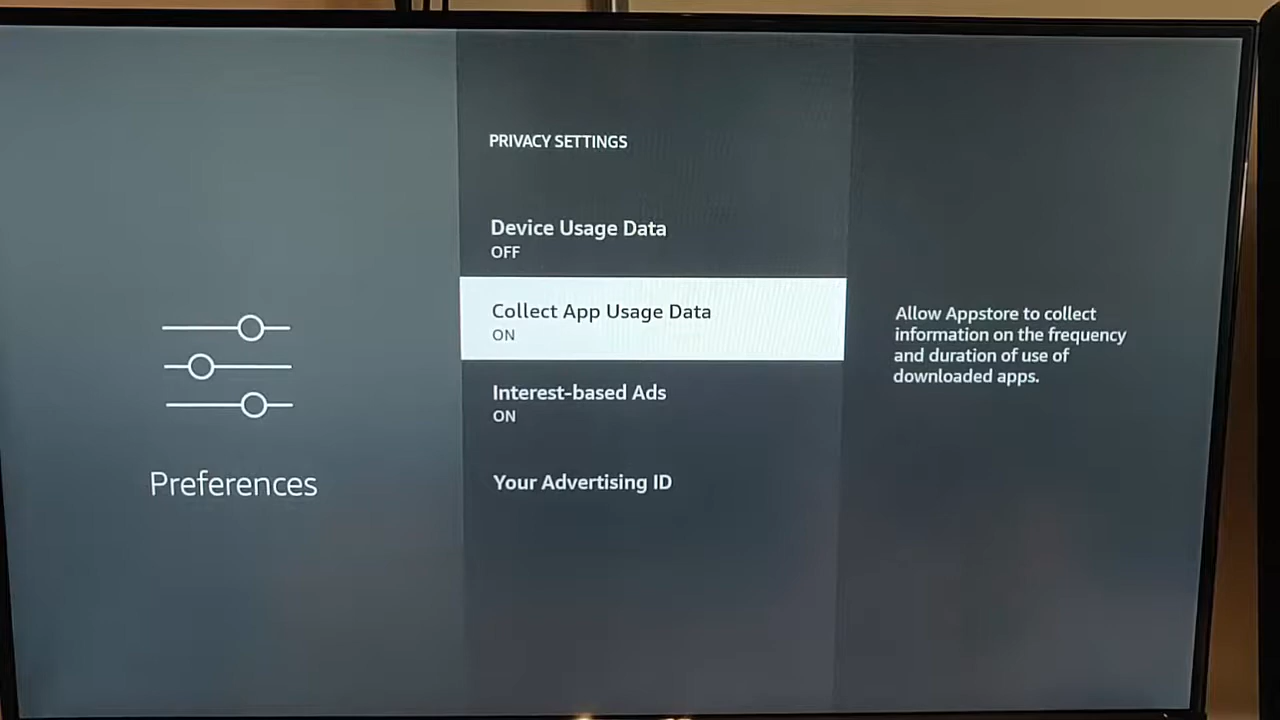 PRIVACY SETTINGS
Device Usage Data
OFF
Collect App Usage Data
ON
Interest-based Ads
ON
Your Advertising ID
Preferences
Allow Appstore to collect
information on the frequency
and duration of use of
downloaded apps.